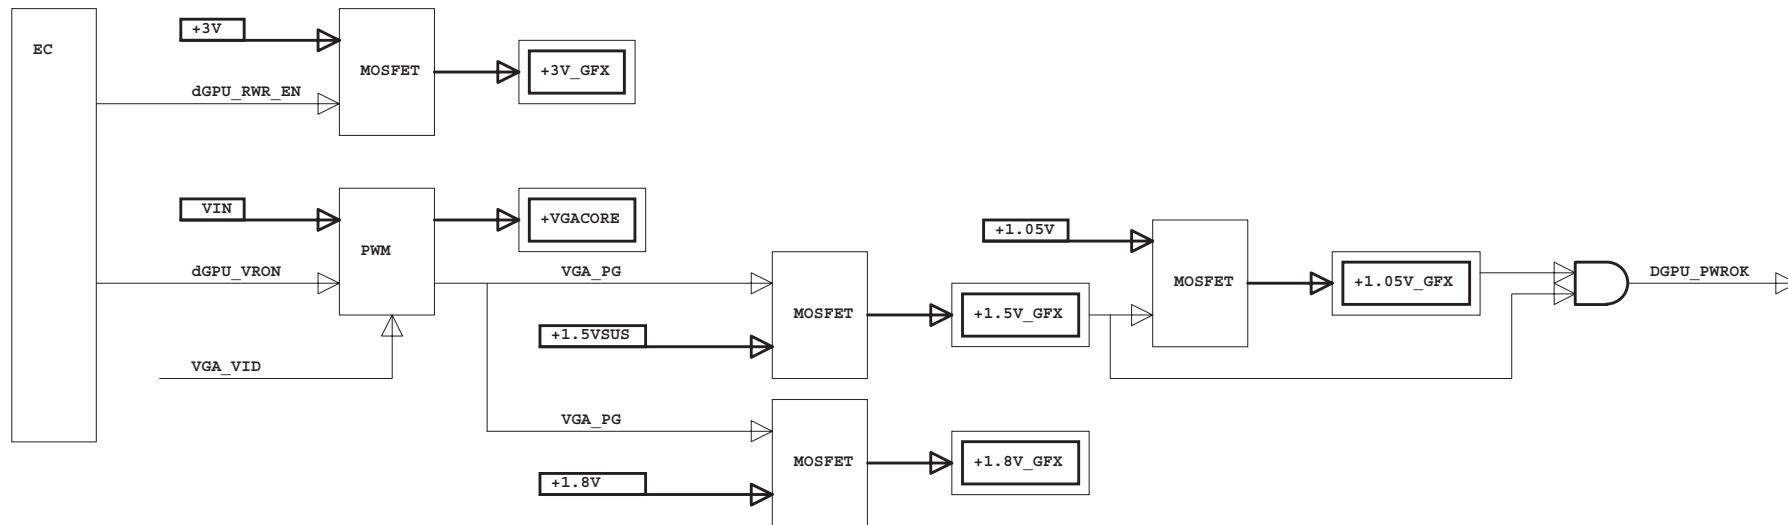 EC
+3V
MOSFET
+3V_GFX
dGPU_RWR_EN
VIN
+VGACORE
PWM
+1.05V
dGPU_VRON
VGA_PG
MOSFET
+1.05V_GFX
DGPU_PWROK
MOSFET
+1.5V_GFX
+1.5VSUS
VGA_VID
VGA_PG
MOSFET
+1.8V_GFX
+1.8V